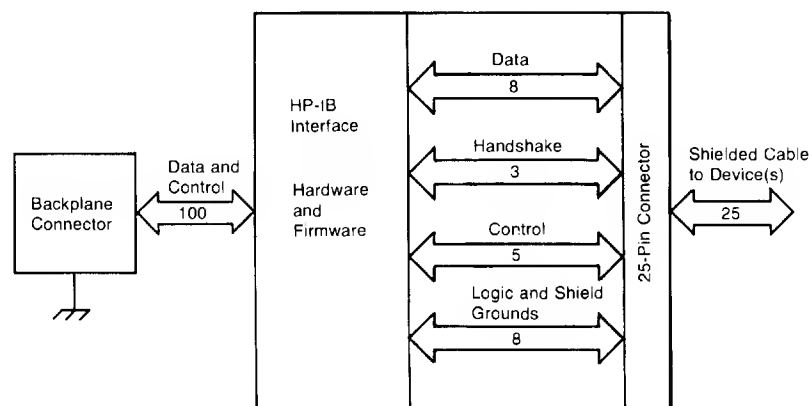 Backplane
Connector
Data and
Control
100
HP-IB
Interface
Hardware
and
Firmware
Data
8
Handshake
3
Control
5
Logic and Shield
Grounds
8
25-Pin Connector
Shielded Cable
to Device(s)
25